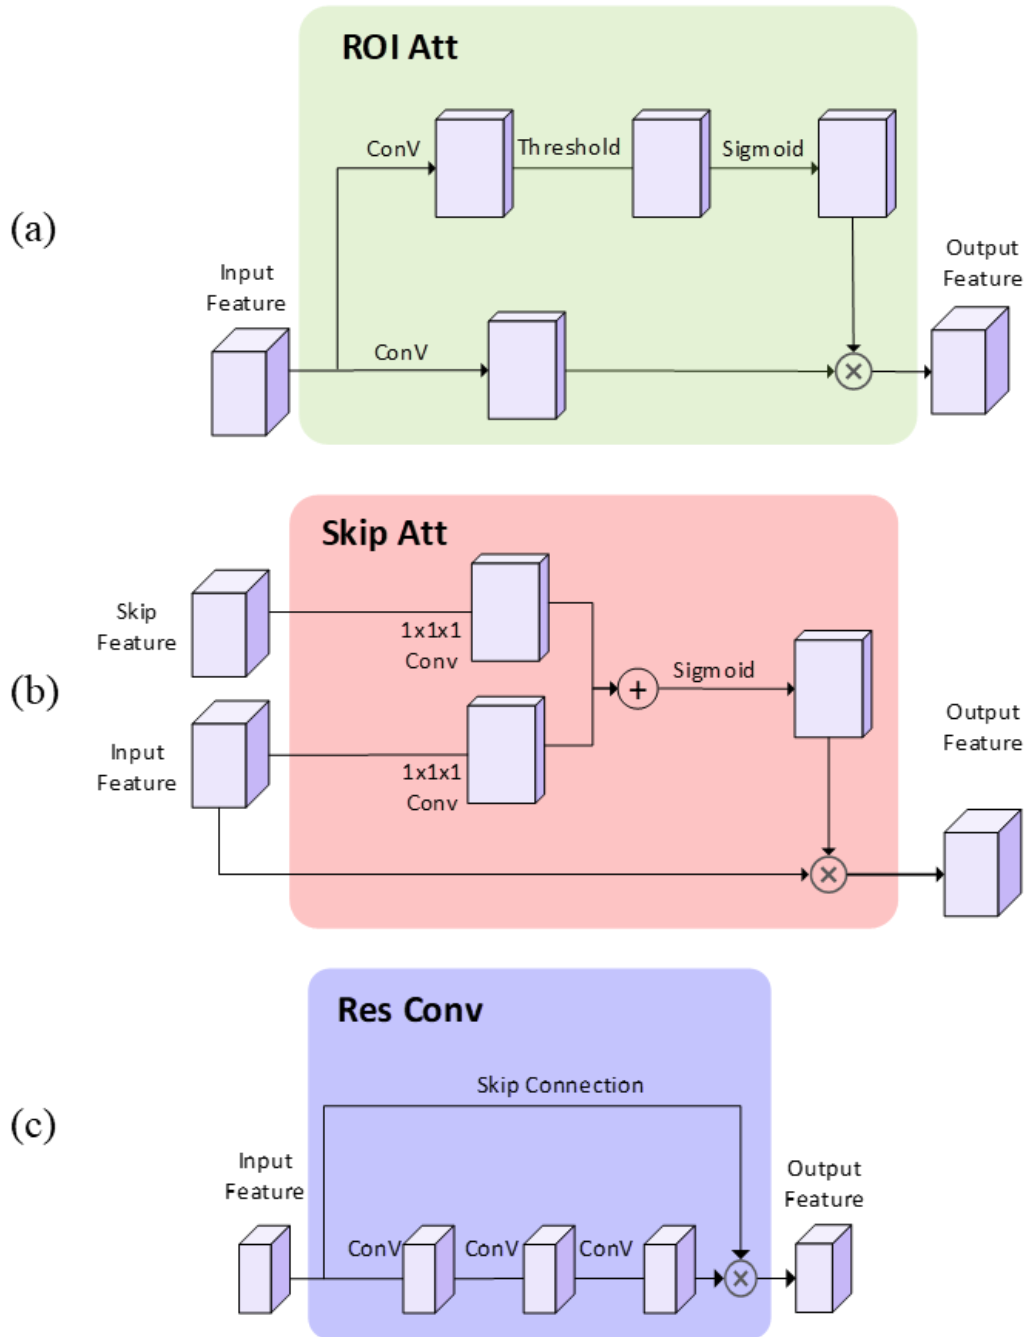 (a)
ROI Att
ConV
Threshold
Sigmoid
Input
Feature
ConV
Output
Feature
(b)
Skip Att
Skip
Feature
1x1x1
Conv
Sigmoid
Input
Feature
1x1x1
Conv
Output
Feature
(c)
Res Conv
Skip Connection
Input
Feature
ConV
ConV
ConV
Output
Feature